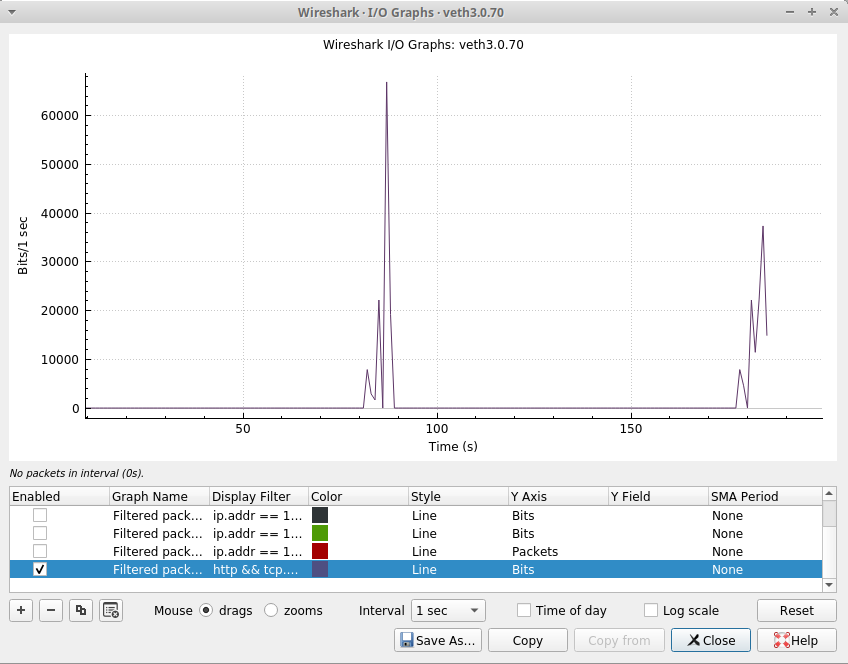 Wireshark · I/O Graphs · veth3.0.70
Wireshark I/O Graphs: veth3.0.70
60000
50000
40000
30000
20000
10000
0
Bits/1 sec
50 100 150
Time (s)
No packets in interval (0s).
Enabled Graph Name Display Filter Color Style Y Axis Y Field SMA Period
Filtered pack... ip.addr == 1... Line Bits None
Filtered pack... ip.addr == 1... Line Bits None
Filtered pack... ip.addr == 1... Line Packets None
Filtered pack... http && tcp.... Line Bits None
Mouse drags zooms Interval 1 sec Time of day Log scale Reset
Save As... Copy Copy from Close Help